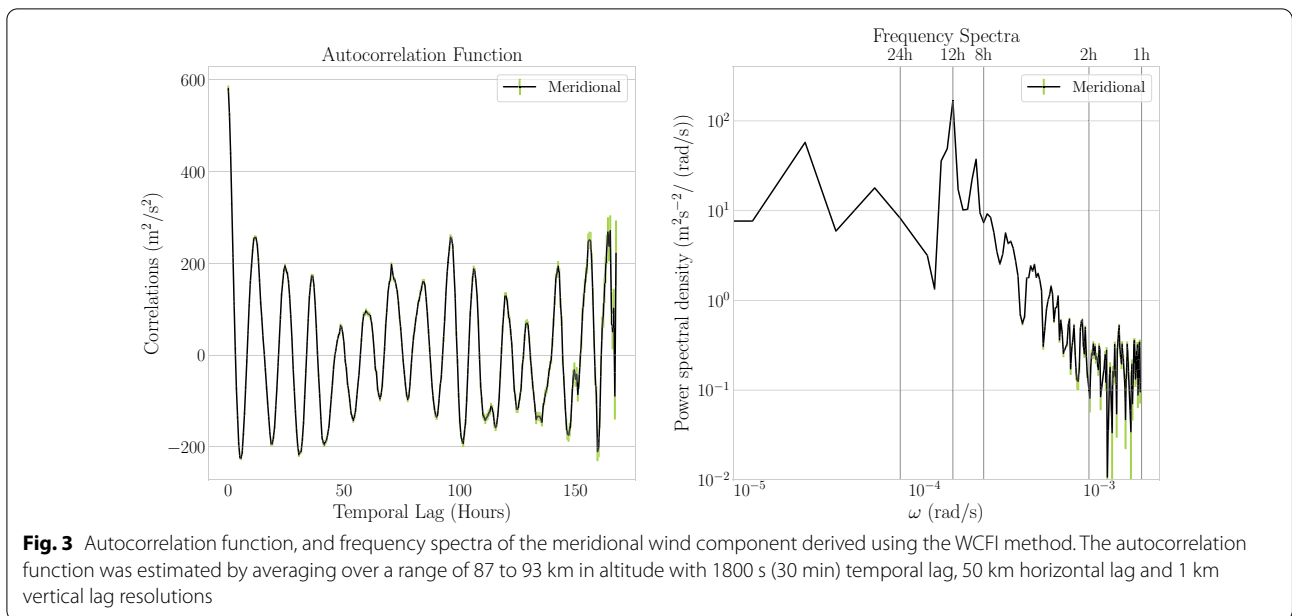 Autocorrelation Function
Meridional
600
400
200
0
−200
Correlations (m²/s²)
0
50
100
150
Temporal Lag (Hours)
Frequency Spectra
24h
12h
8h
2h
1h
Meridional
10²
10¹
10⁰
10⁻¹
10⁻²
Power spectral density (m²s⁻²/ (rad/s))
10⁻⁵
10⁻⁴
10⁻³
ω (rad/s)
Fig. 3 Autocorrelation function, and frequency spectra of the meridional wind component derived using the WCFI method. The autocorrelation
function was estimated by averaging over a range of 87 to 93 km in altitude with 1800 s (30 min) temporal lag, 50 km horizontal lag and 1 km
vertical lag resolutions